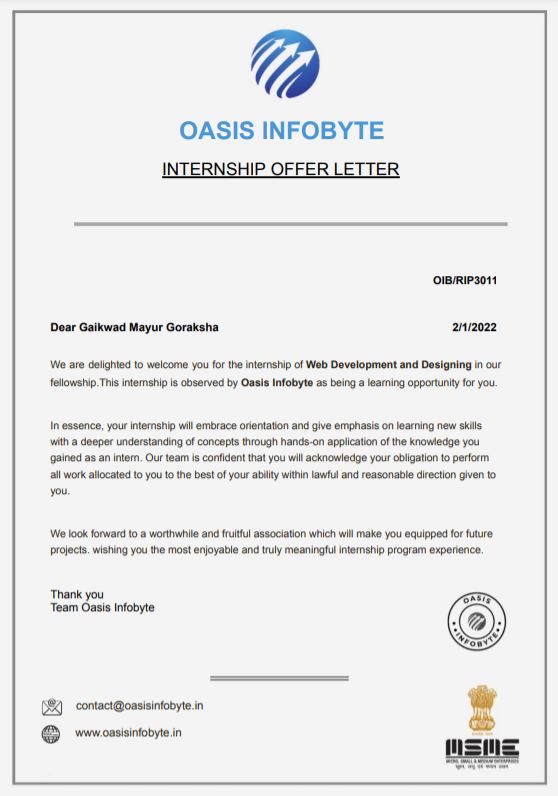 OASIS INFOBYTE
INTERNSHIP OFFER LETTER
OIB/RIP3011
Dear Gaikwad Mayur Goraksha 2/1/2022
We are delighted to welcome you for the internship of Web Development and Designing in our
fellowship.This internship is observed by Oasis Infobyte as being a learning opportunity for you.
In essence, your internship will embrace orientation and give emphasis on learning new skills
with a deeper understanding of concepts through hands-on application of the knowledge you
gained as an intern. Our team is confident that you will acknowledge your obligation to perform
all work allocated to you to the best of your ability within lawful and reasonable direction given to
you.
We look forward to a worthwhile and fruitful association which will make you equipped for future
projects. wishing you the most enjoyable and truly meaningful internship program experience.
Thank you
Team Oasis Infobyte
OASIS
INFOBYTE
contact@oasisinfobyte.in
www.oasisinfobyte.in
MSME
MICRO, SMALL & MEDIUM ENTERPRISES
सूक्ष्म, लघु एवं मध्यम उद्यम